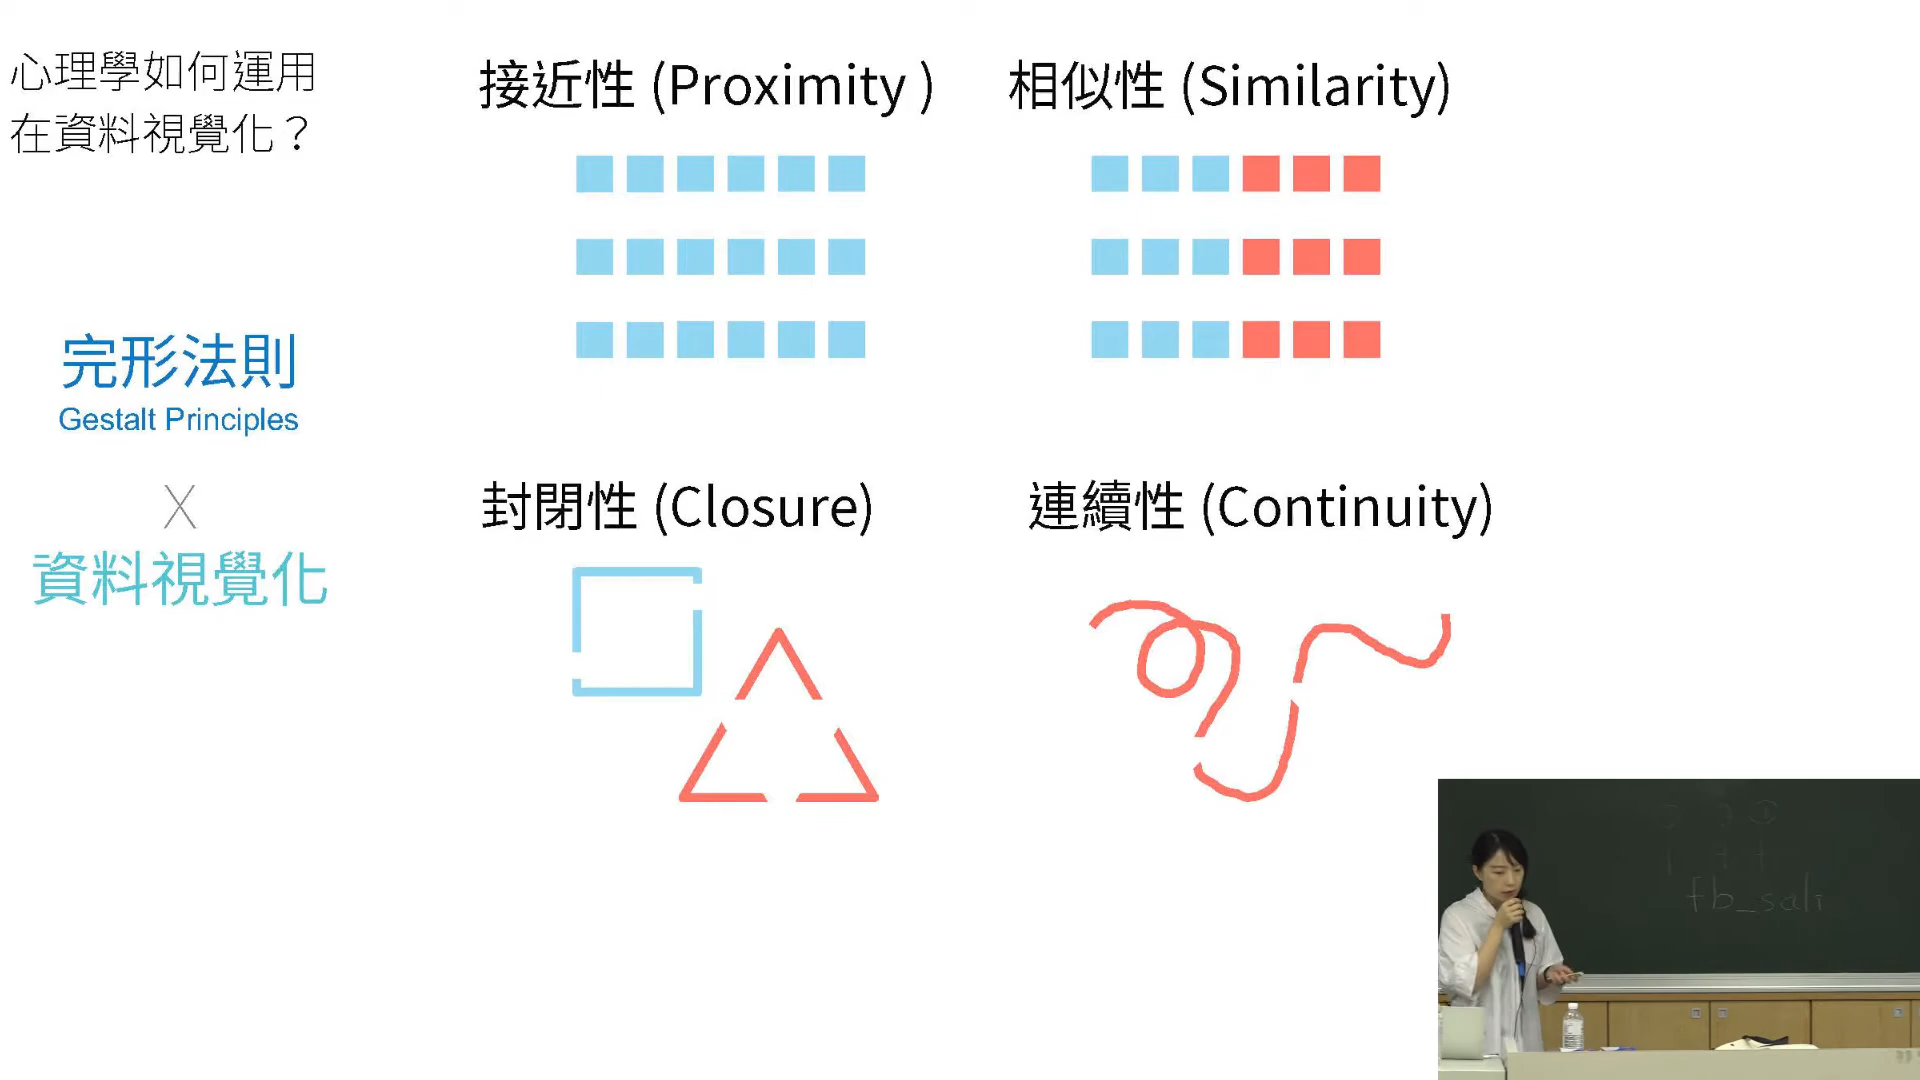 心理學如何運用
在資料視覺化？
完形法則
Gestalt Principles
X
資料視覺化
接近性 (Proximity )
相似性 (Similarity)
封閉性 (Closure)
連續性 (Continuity)
fb_sali